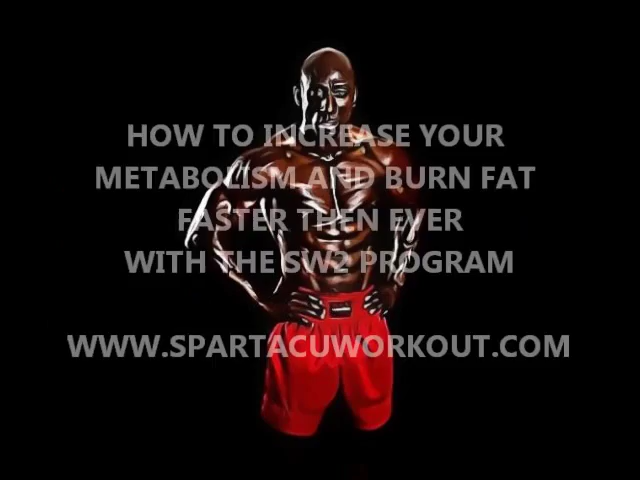 HOW TO INCREASE YOUR
METABOLISM AND BURN FAT
FASTER THEN EVER
WITH THE SW2 PROGRAM
WWW.SPARTACUWORKOUT.COM